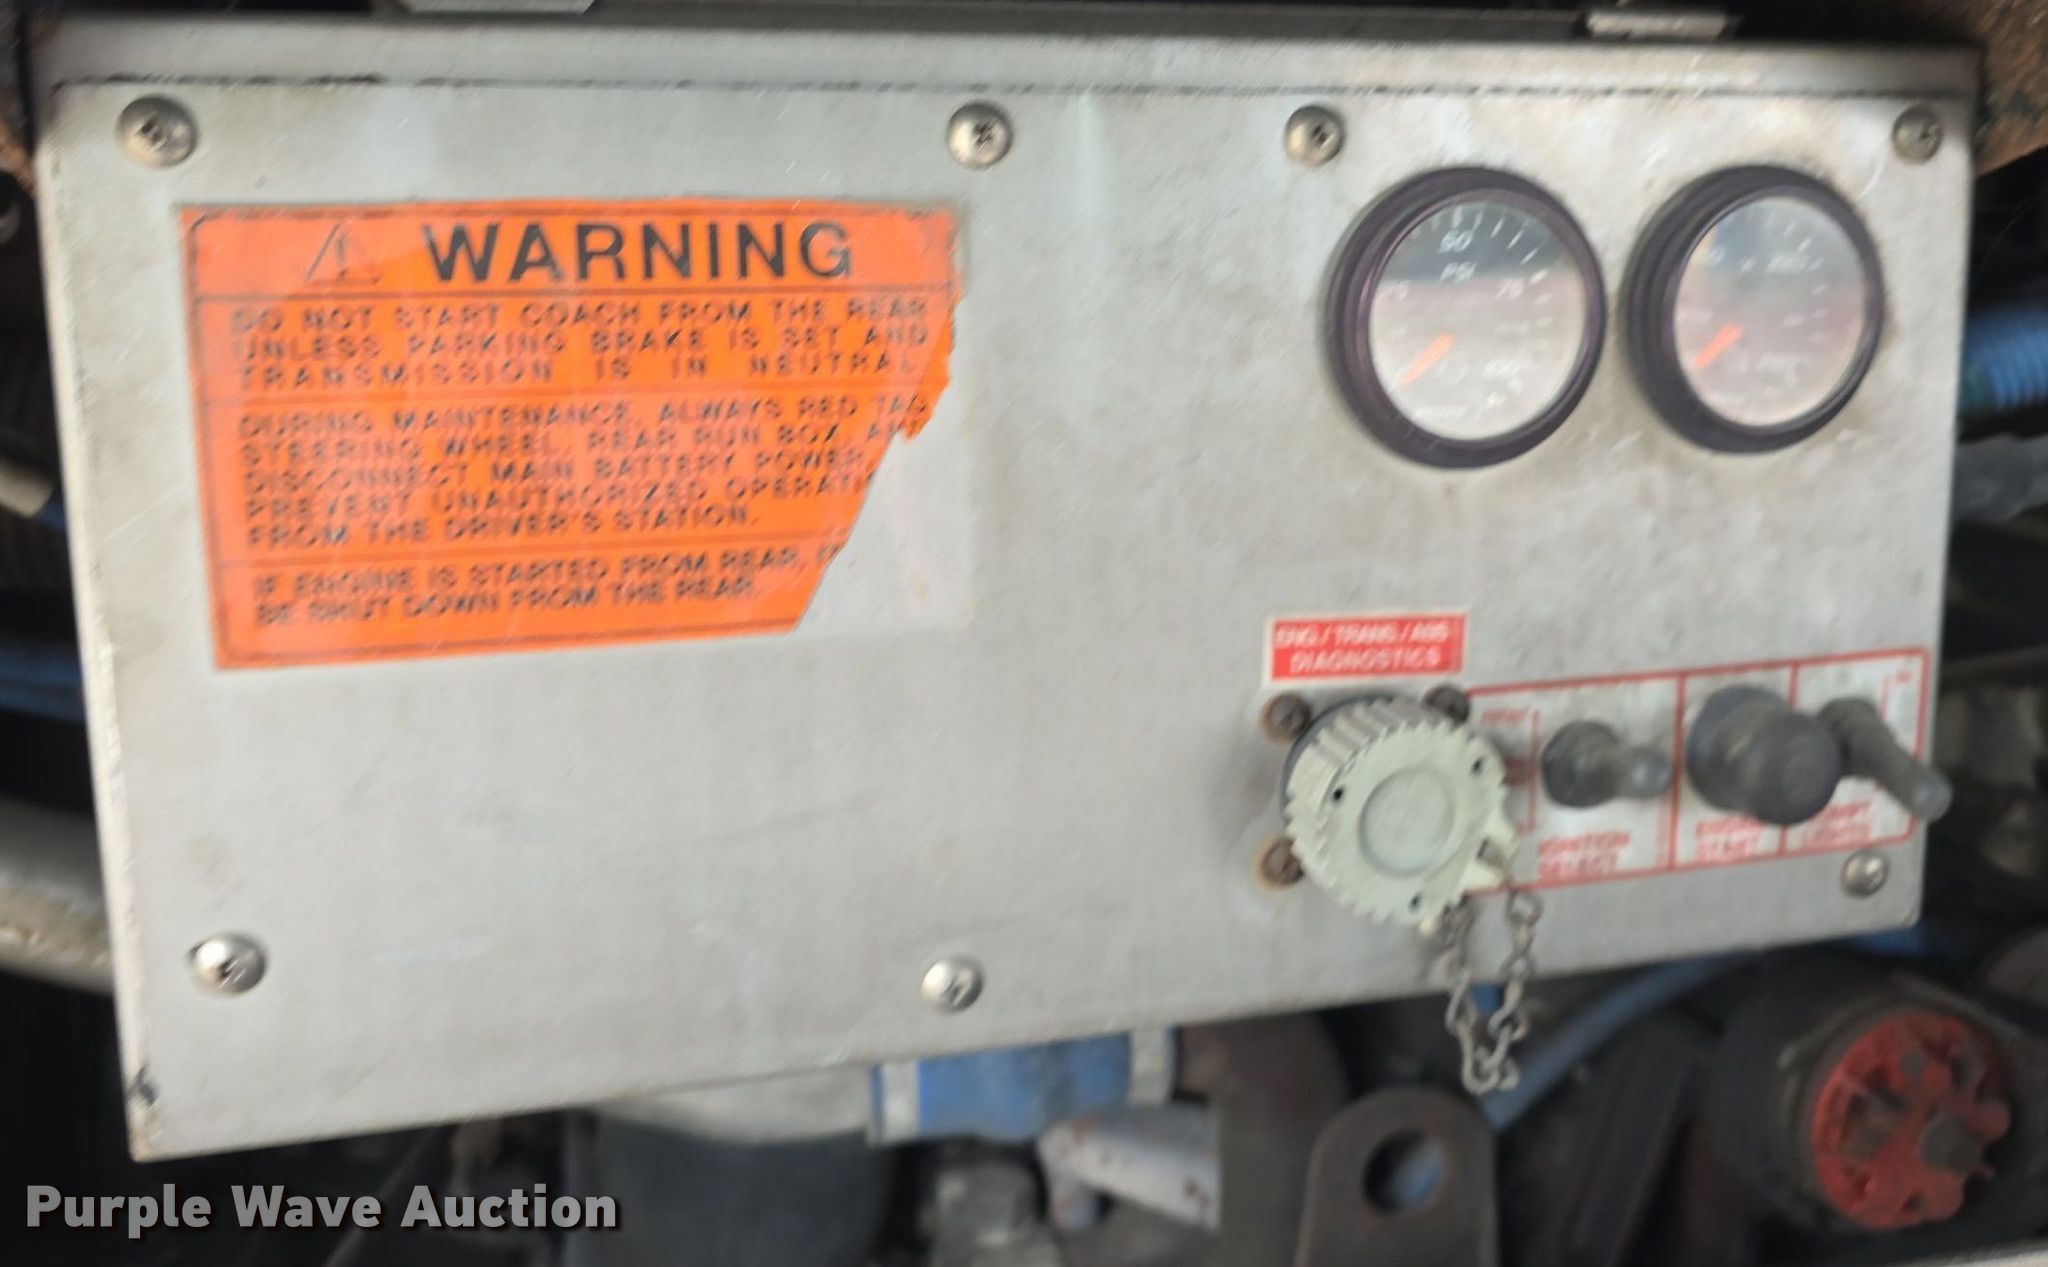 WARNING
DO NOT START COACH FROM THE REAR
UNLESS PARKING BRAKE IS SET AND
TRANSMISSION IS IN NEUTRAL
DURING MAINTENANCE, ALWAYS RED TAG
STEERING WHEEL, REAR RUN BOX, AN
DISCONNECT MAIN BATTERY POWER,
PREVENT UNAUTHORIZED OPERATI
FROM THE DRIVER'S STATION.
IF ENGINE IS STARTED FROM REAR,
BE SHUT DOWN FROM THE REAR.
50
PSI
75
100
ENG./TRANS./ABS
DIAGNOSTICS
IGNITION
SELECT
Purple Wave Auction